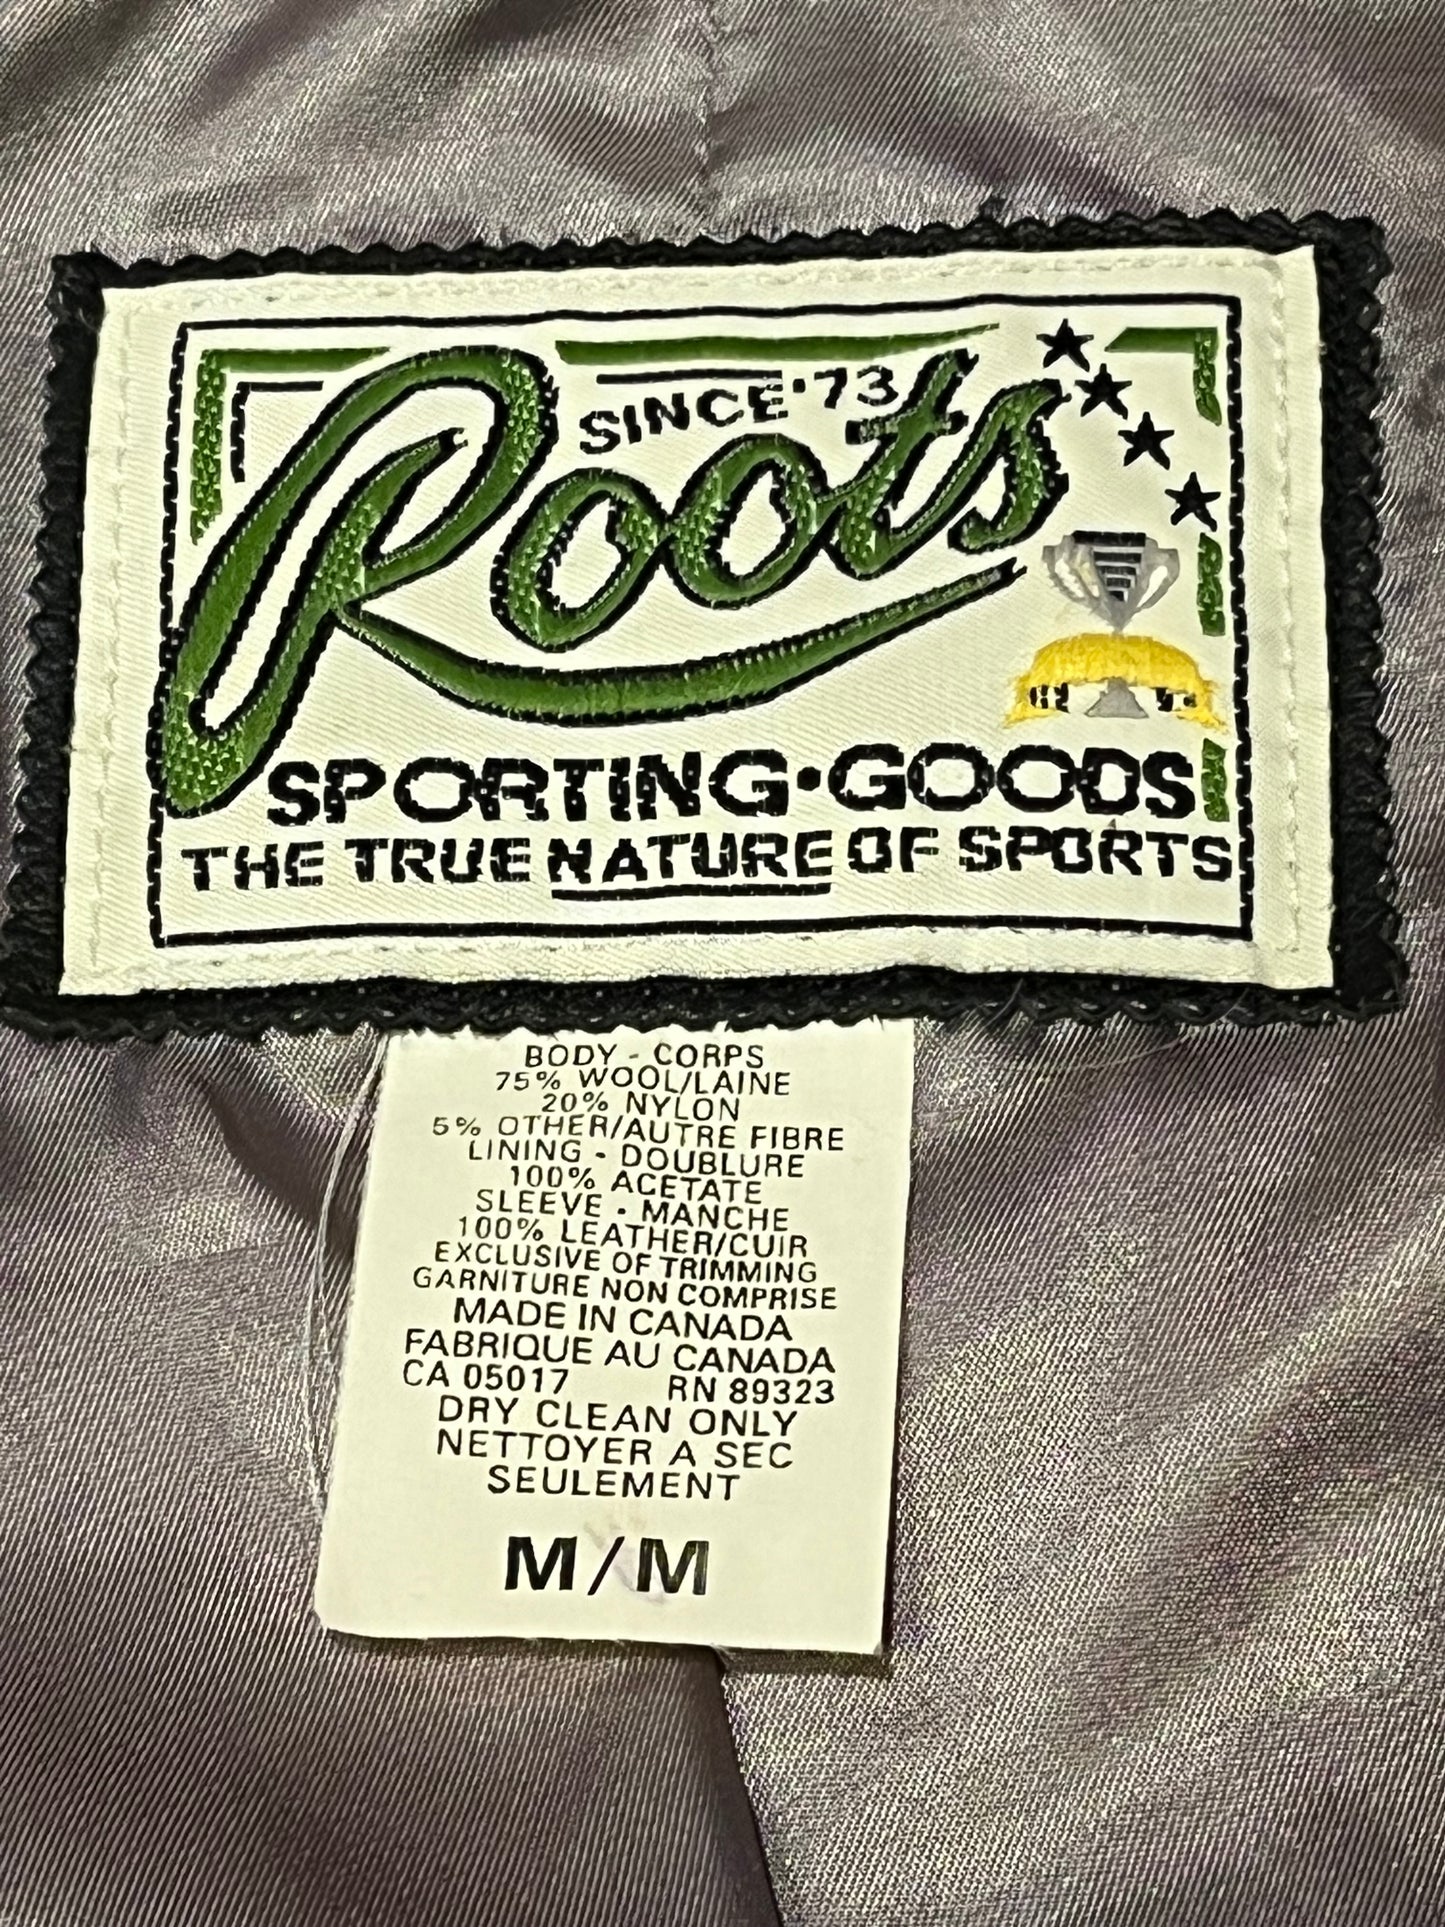 SINCE '73
Roots
SPORTING·GOODS
THE TRUE NATURE OF SPORTS
BODY - CORPS
75% WOOL/LAINE
20% NYLON
5% OTHER/AUTRE FIBRE
LINING - DOUBLURE
100% ACETATE
SLEEVE - MANCHE
100% LEATHER/CUIR
EXCLUSIVE OF TRIMMING
GARNITURE NON COMPRISE
MADE IN CANADA
FABRIQUE AU CANADA
CA 05017 RN 89323
DRY CLEAN ONLY
NETTOYER A SEC
SEULEMENT
M/M